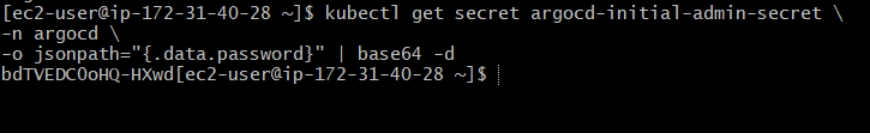 [ec2-user@ip-172-31-40-28 ~]$ kubectl get secret argocd-initial-admin-secret \
-n argocd \
-o jsonpath="{.data.password}" | base64 -d
bdTVEDCOoHQ-HXwd[ec2-user@ip-172-31-40-28 ~]$